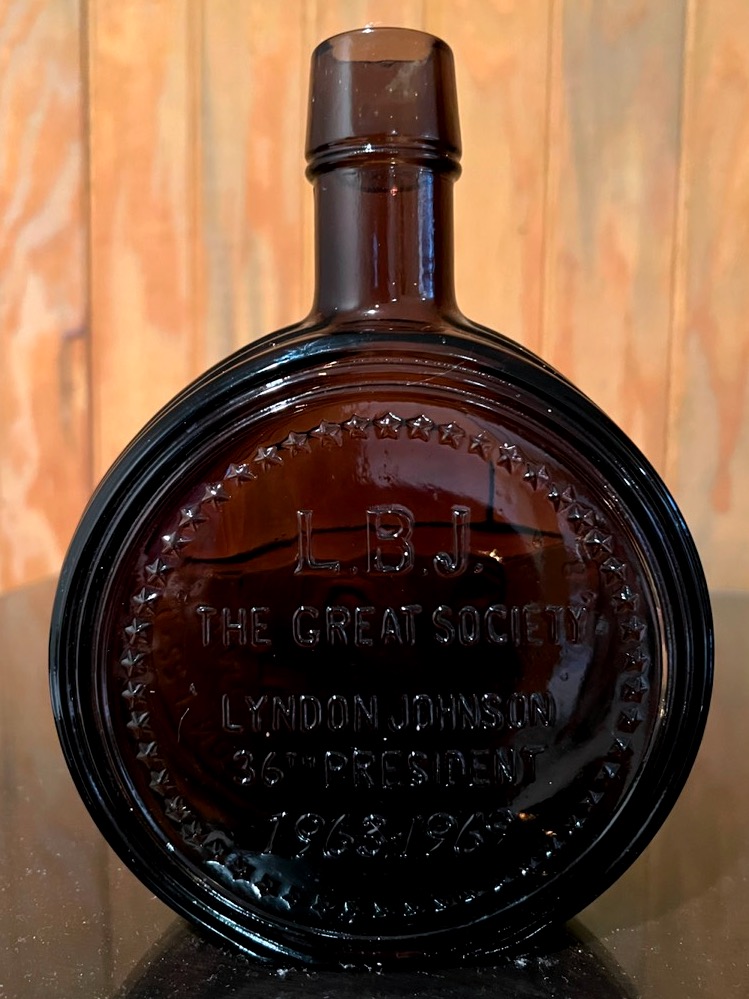 L.B.J.
THE GREAT SOCIETY
LYNDON JOHNSON
36TH PRESIDENT
1963-1969